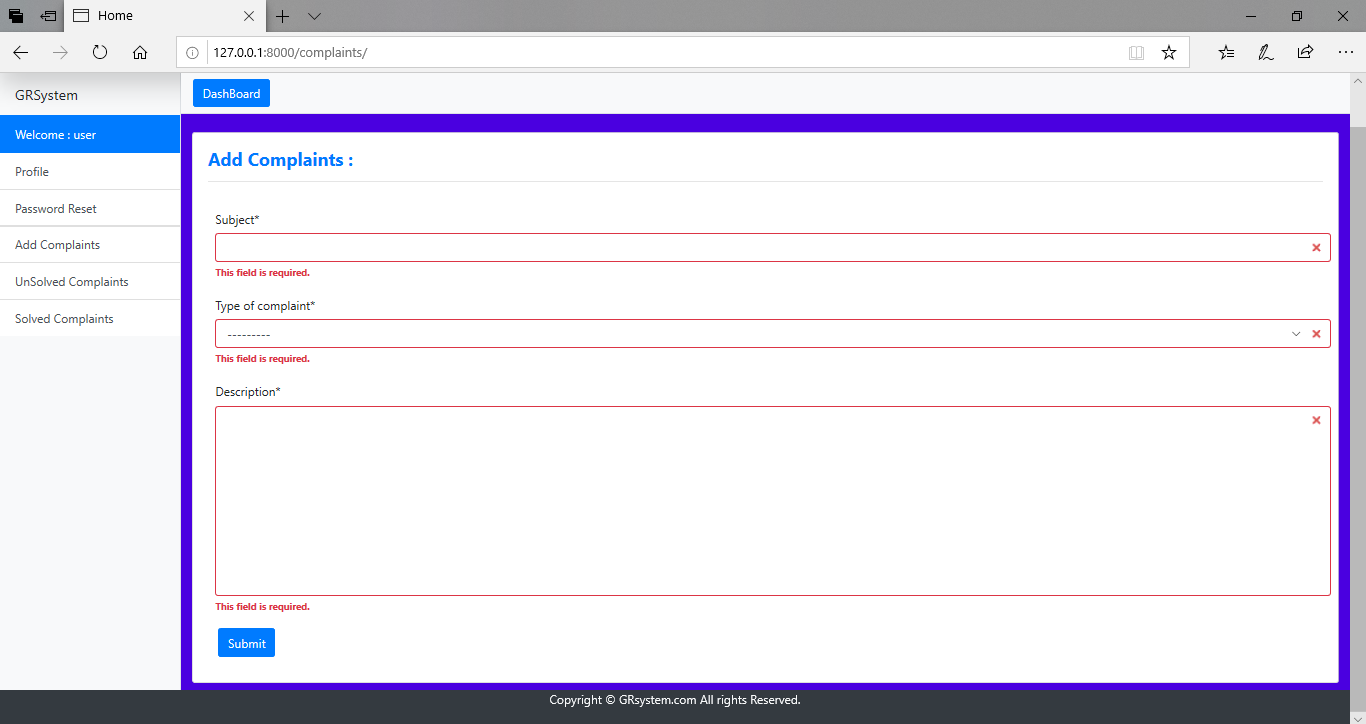 Home
127.0.0.1:8000/complaints/
GRSystem
DashBoard
Welcome : user
Profile
Password Reset
Add Complaints
UnSolved Complaints
Solved Complaints
Add Complaints :
Subject*
This field is required.
Type of complaint*
---------
This field is required.
Description*
This field is required.
Submit
Copyright © GRsystem.com All rights Reserved.